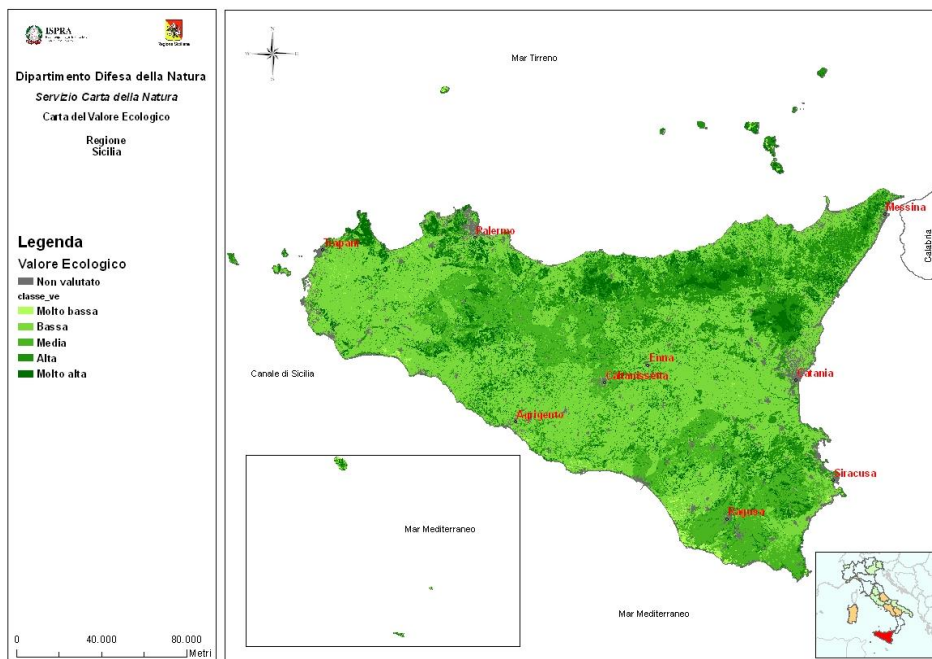 ISPRA
Regione Siciliana
Dipartimento Difesa della Natura
Servizio Carta della Natura
Carta del Valore Ecologico
Regione
Sicilia
Legenda
Valore Ecologico
Non valutato
classe_ve
Molto bassa
Bassa
Media
Alta
Molto alta
0 40.000 80.000
Metri
Mar Tirreno
Messina
Calabria
Trapani
Palermo
Canale di Sicilia
Enna
Caltanissetta
Catania
Agrigento
Siracusa
Ragusa
Mar Mediterraneo
Mar Mediterraneo